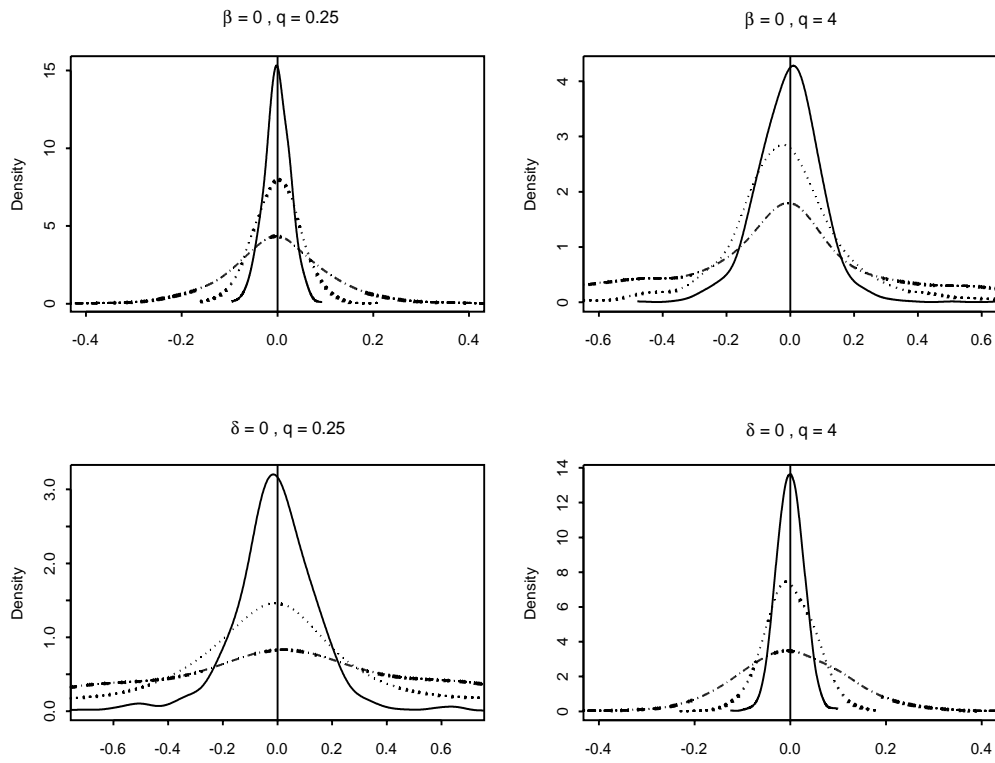 β = 0 , q = 0.25
β = 0 , q = 4
Density
15
10
5
0
-0.4 -0.2 0.0 0.2 0.4
Density
4
3
2
1
0
-0.6 -0.4 -0.2 0.0 0.2 0.4 0.6
δ = 0 , q = 0.25
δ = 0 , q = 4
Density
3.0
2.0
1.0
0.0
-0.6 -0.4 -0.2 0.0 0.2 0.4 0.6
Density
14
12
10
8
6
4
2
0
-0.4 -0.2 0.0 0.2 0.4